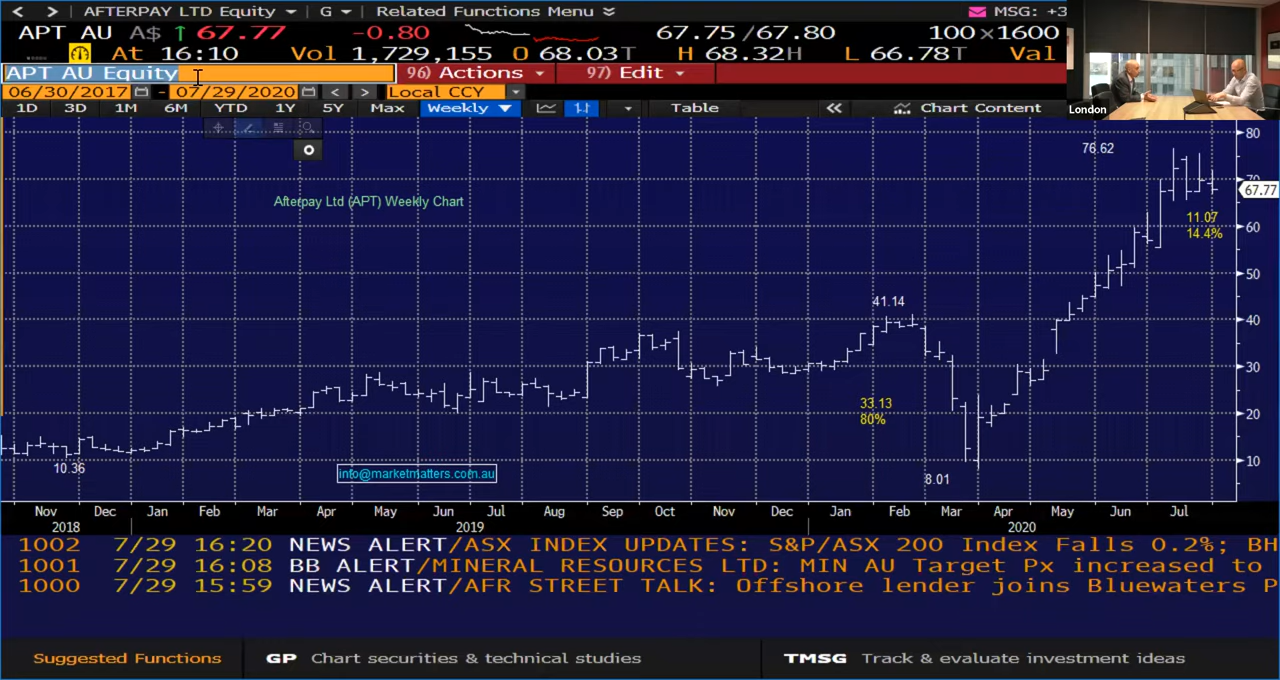 < > AFTERPAY LTD Equity G Related Functions Menu MSG: +3
APT AU A$ ↑ 67.77 -0.80 67.75/67.80 100×1600
At 16:10 Vol 1,729,155 O 68.03T H 68.32H L 66.78T Val
APT AU Equity 96) Actions 97) Edit
06/30/2017 - 07/29/2020 < > Local CCY
1D 3D 1M 6M YTD 1Y 5Y Max Weekly Table « Chart Content
London
80
76.62
70
67.77
Afterpay Ltd (APT) Weekly Chart
11.07
60
14.4%
50
41.14
40
30
33.13
80%
20
10.36
info@marketmatters.com.au
8.01
10
Nov Dec Jan Feb Mar Apr May Jun Jul Aug Sep Oct Nov Dec Jan Feb Mar Apr May Jun Jul
2018 2019 2020
1002 7/29 16:20 NEWS ALERT/ASX INDEX UPDATES: S&P/ASX 200 Index Falls 0.2%; BH
1001 7/29 16:08 BB ALERT/MINERAL RESOURCES LTD: MIN AU Target Px increased to
1000 7/29 15:59 NEWS ALERT/AFR STREET TALK: Offshore lender joins Bluewaters P
Suggested Functions GP Chart securities & technical studies TMSG Track & evaluate investment ideas